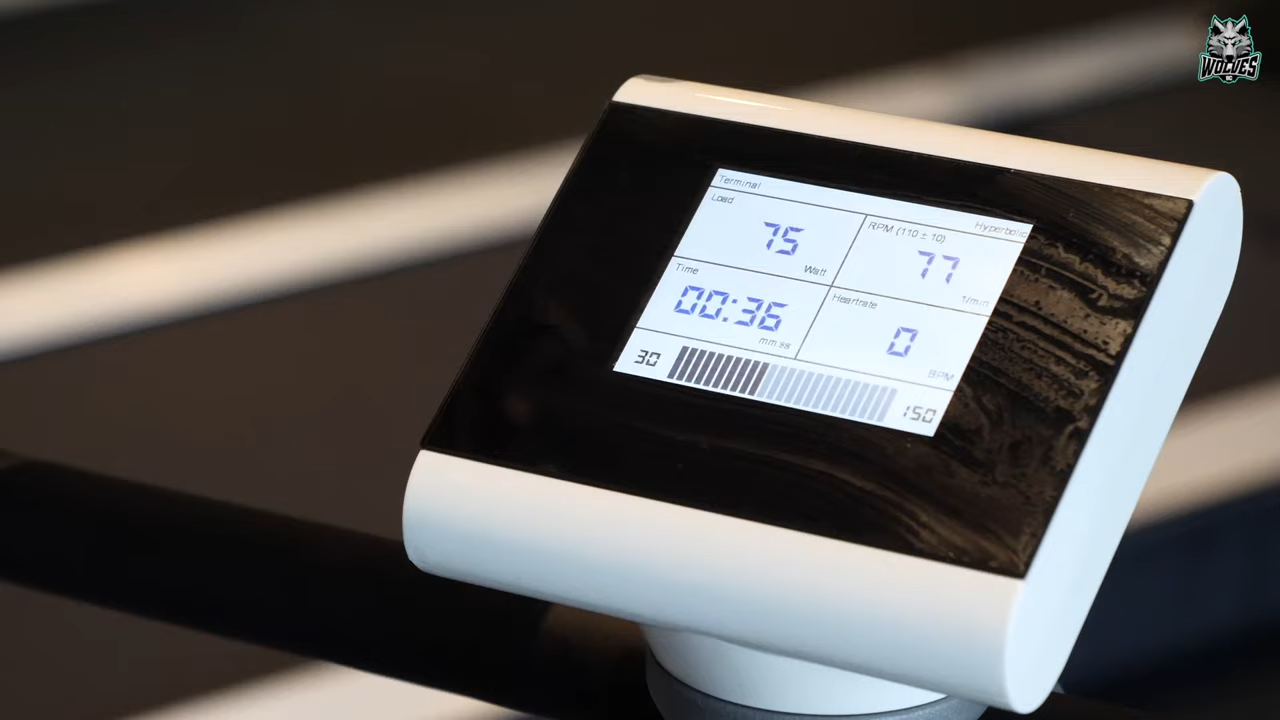 WOLVES
Terminal
Hyperbolic
Load
75
Watt
RPM (110 ± 10)
77
1/min
Time
00:36
mm:ss
Heartrate
0
BPM
30
150